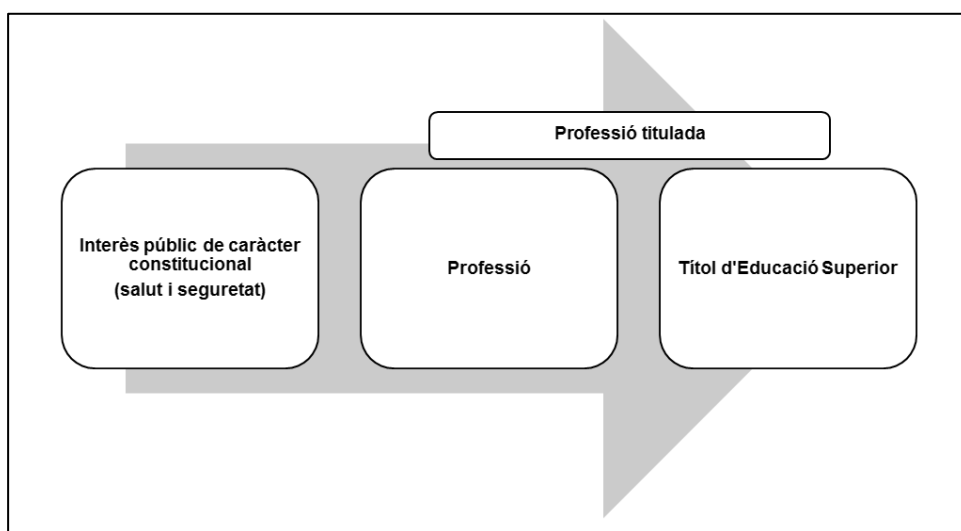 Professió titulada
Interès públic de caràcter
constitucional
(salut i seguretat)
Professió
Títol d'Educació Superior